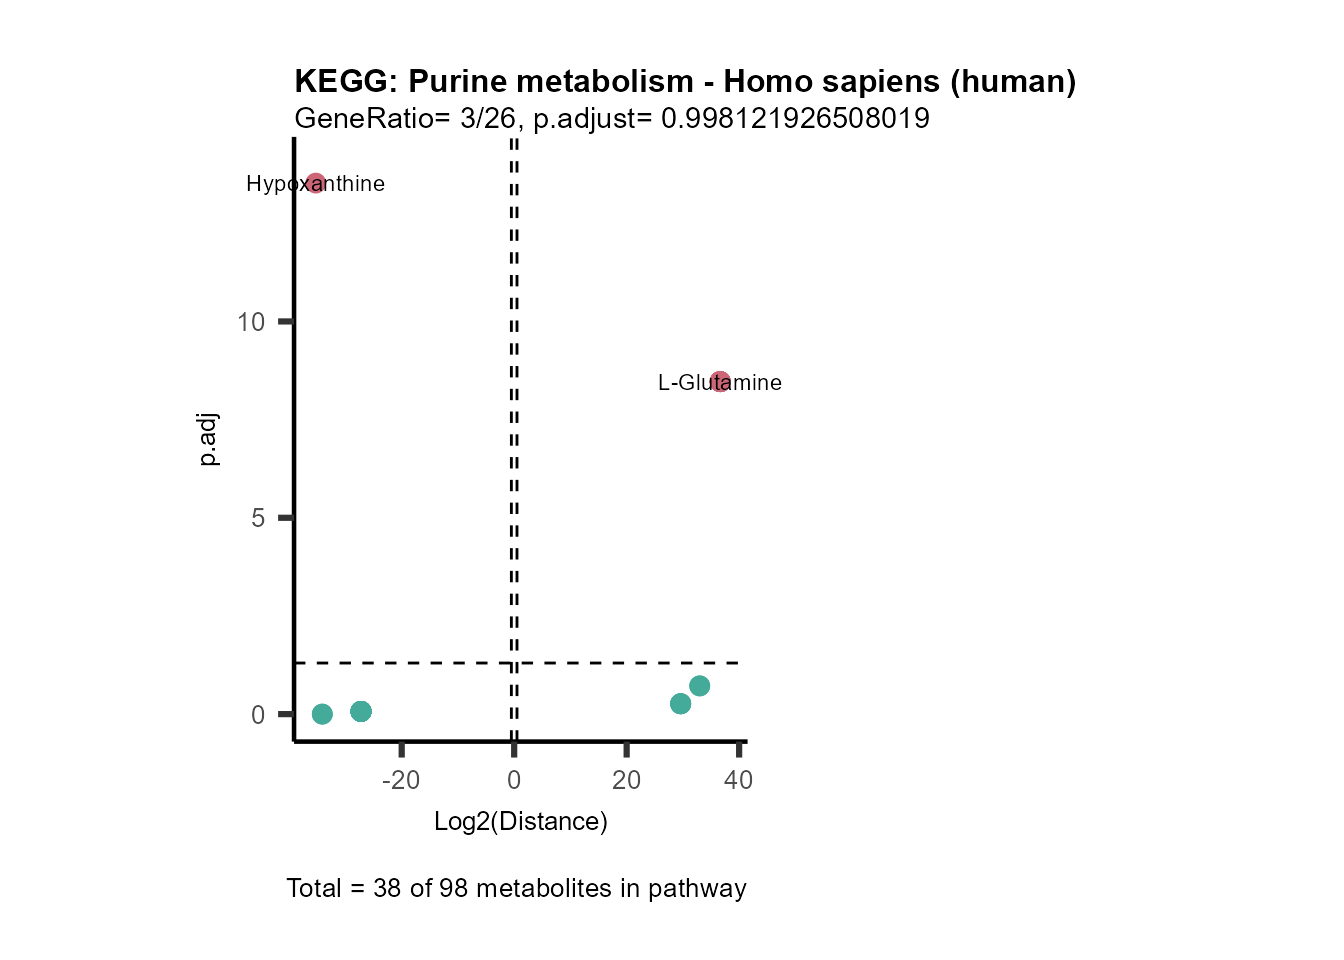 KEGG: Purine metabolism - Homo sapiens (human)
GeneRatio= 3/26, p.adjust= 0.998121926508019
Hypoxanthine
10
L-Glutamine
p.adj
5
0
-20 0 20 40
Log2(Distance)
Total = 38 of 98 metabolites in pathway